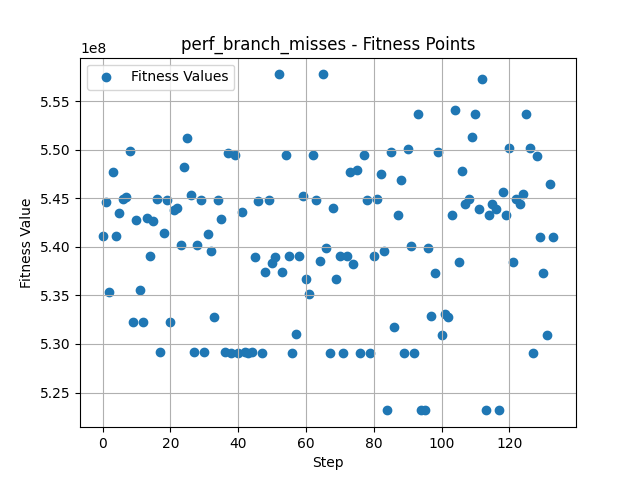 perf_branch_misses - Fitness Points
1e8
Fitness Values
5.55
5.50
5.45
5.40
5.35
5.30
5.25
Fitness Value
0 20 40 60 80 100 120
Step